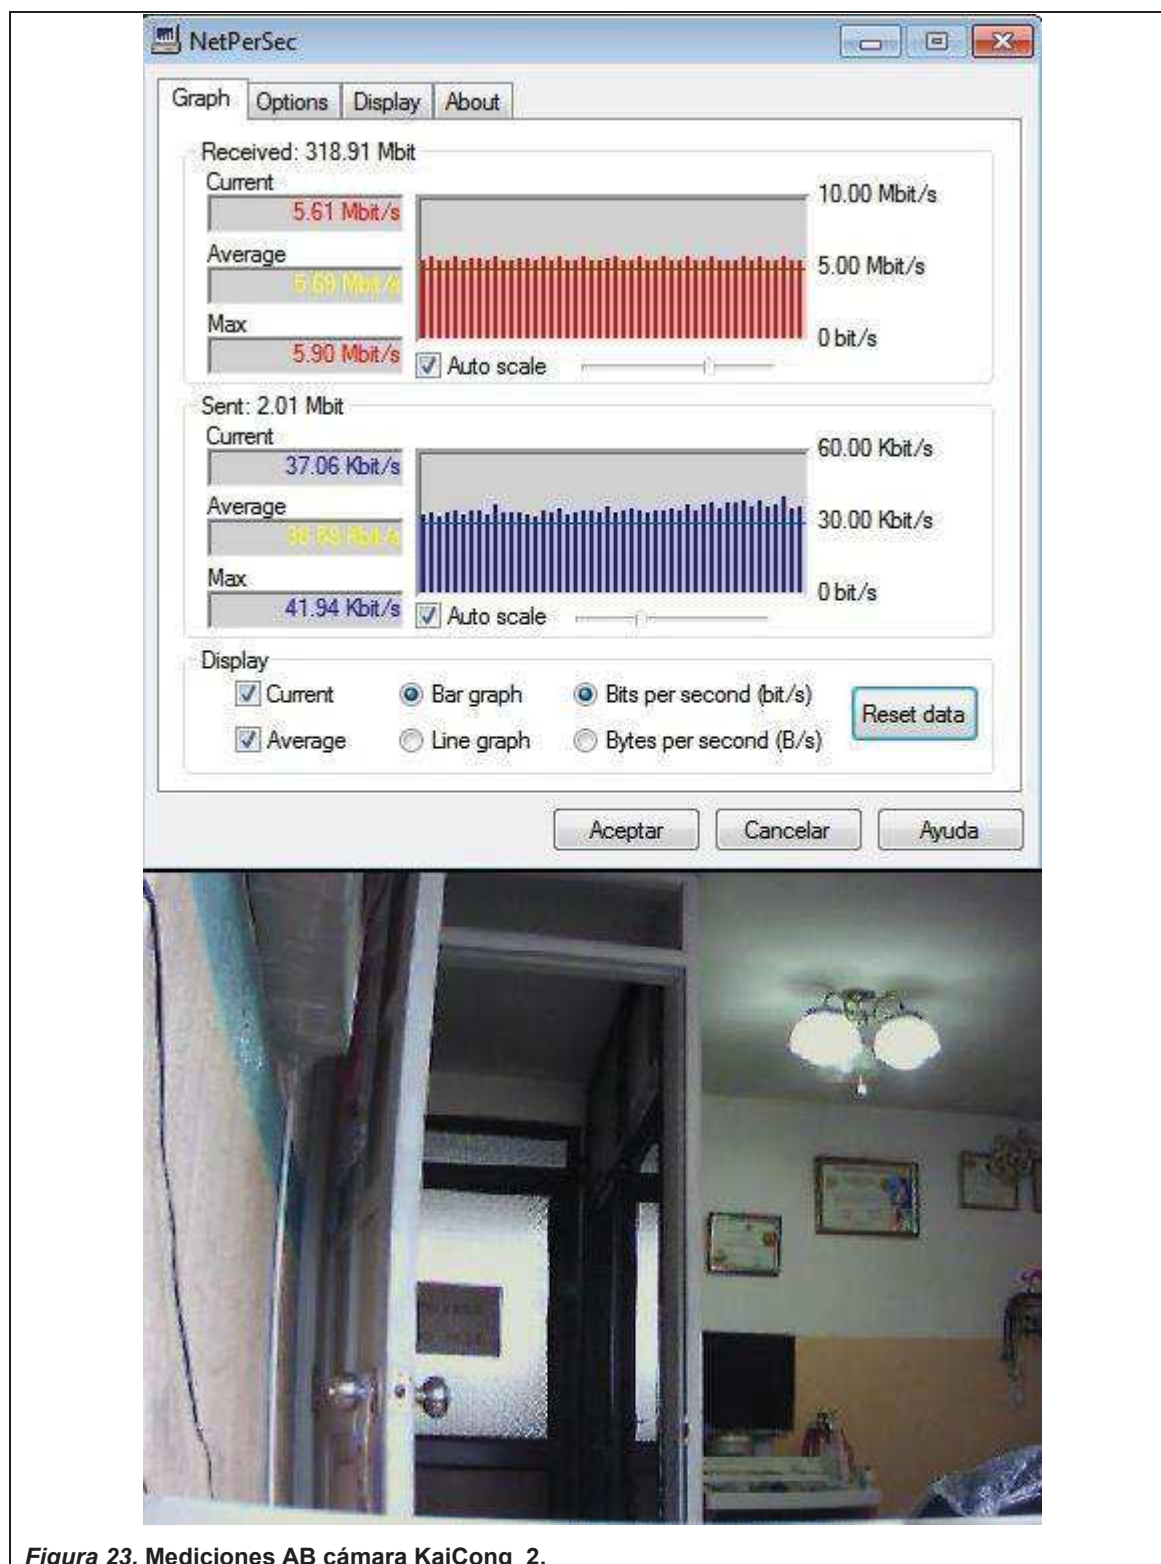 NetPerSec
Graph Options Display About
Received: 318.91 Mbit
Current
5.61 Mbit/s
Average
5.69 Mbit/s
Max
5.90 Mbit/s
10.00 Mbit/s
5.00 Mbit/s
0 bit/s
Auto scale
Sent: 2.01 Mbit
Current
37.06 Kbit/s
Average
Max
41.94 Kbit/s
60.00 Kbit/s
30.00 Kbit/s
0 bit/s
Auto scale
Display
Current Bar graph Bits per second (bit/s)
Average Line graph Bytes per second (B/s)
Reset data
Aceptar Cancelar Ayuda
Figura 23. Mediciones AB cámara KaiCong_2.